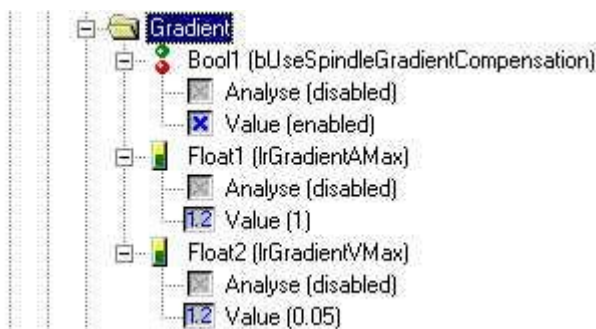 Gradient
Bool1 (bUseSpindleGradientCompensation)
Analyse (disabled)
Value (enabled)
Float1 (lrGradientAMax)
Analyse (disabled)
1.2 Value (1)
Float2 (lrGradientVMax)
Analyse (disabled)
1.2 Value (0.05)